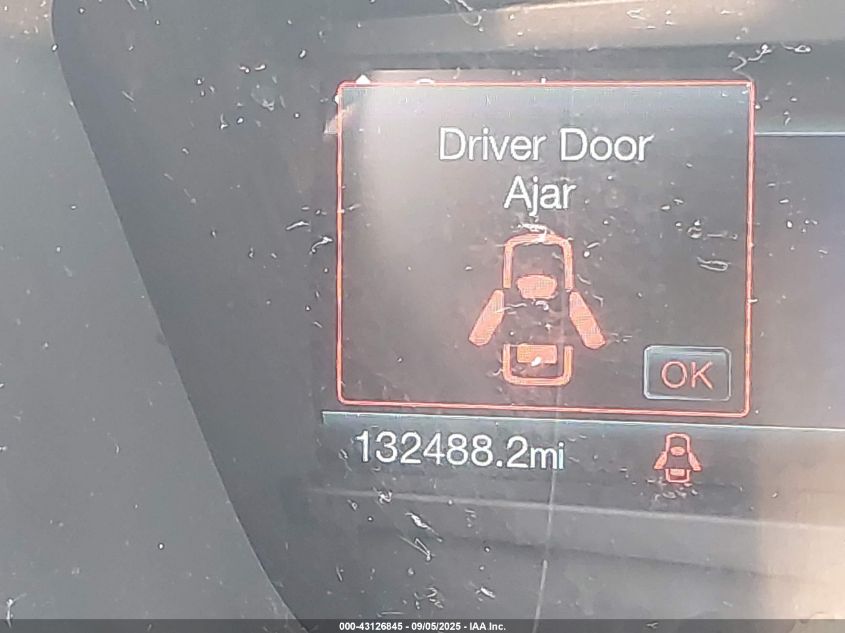 Driver Door
Ajar
OK
132488.2mi
000-43126845 - 09/05/2025 - IAA.Inc.